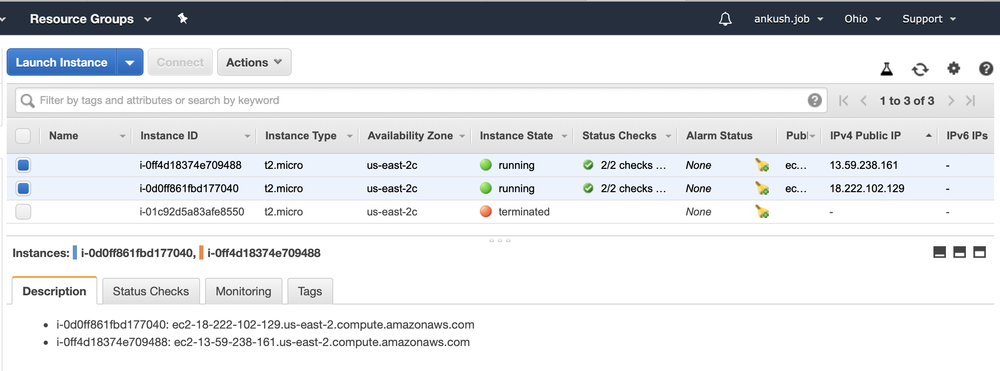 Resource Groups ankush.job Ohio Support
Launch Instance Connect Actions
Filter by tags and attributes or search by keyword 1 to 3 of 3
Name Instance ID Instance Type Availability Zone Instance State Status Checks Alarm Status Publ IPv4 Public IP IPv6 IPs
i-0ff4d18374e709488 t2.micro us-east-2c running 2/2 checks ... None ec... 13.59.238.161 -
i-0d0ff861fbd177040 t2.micro us-east-2c running 2/2 checks ... None ec... 18.222.102.129 -
i-01c92d5a83afe8550 t2.micro us-east-2c terminated None - -
Instances: i-0d0ff861fbd177040, i-0ff4d18374e709488
Description Status Checks Monitoring Tags
• i-0d0ff861fbd177040: ec2-18-222-102-129.us-east-2.compute.amazonaws.com
• i-0ff4d18374e709488: ec2-13-59-238-161.us-east-2.compute.amazonaws.com